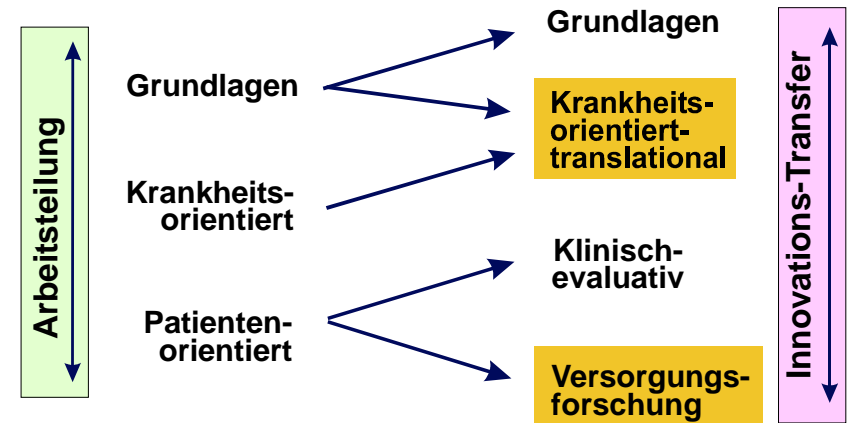 Arbeitsteilung
Grundlagen
Krankheits-
orientiert
Patienten-
orientiert
Grundlagen
Krankheits-
orientiert-
translational
Klinisch-
evaluativ
Versorgungs-
forschung
Innovations-Transfer